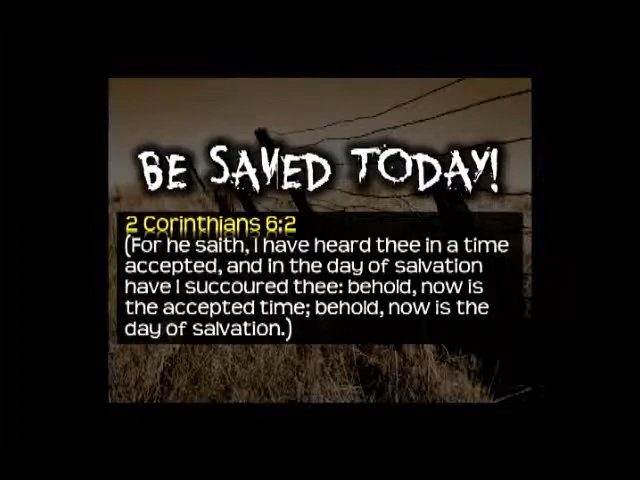 BE SAVED TODAY!
2 Corinthians 6:2
(For he saith, I have heard thee in a time
accepted, and in the day of salvation
have I succoured thee: behold, now is
the accepted time; behold, now is the
day of salvation.)